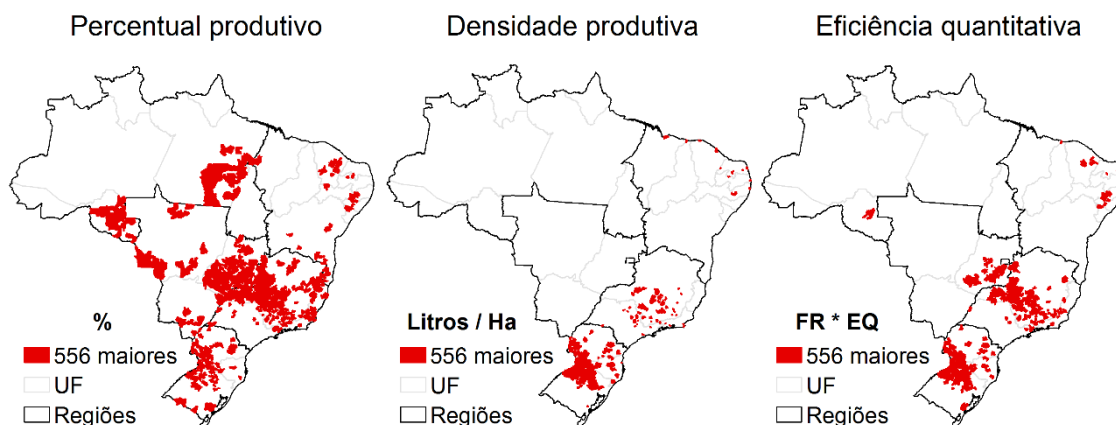 Percentual produtivo
%
556 maiores
UF
Regiões
Densidade produtiva
Litros / Ha
556 maiores
UF
Regiões
Eficiência quantitativa
FR * EQ
556 maiores
UF
Regiões